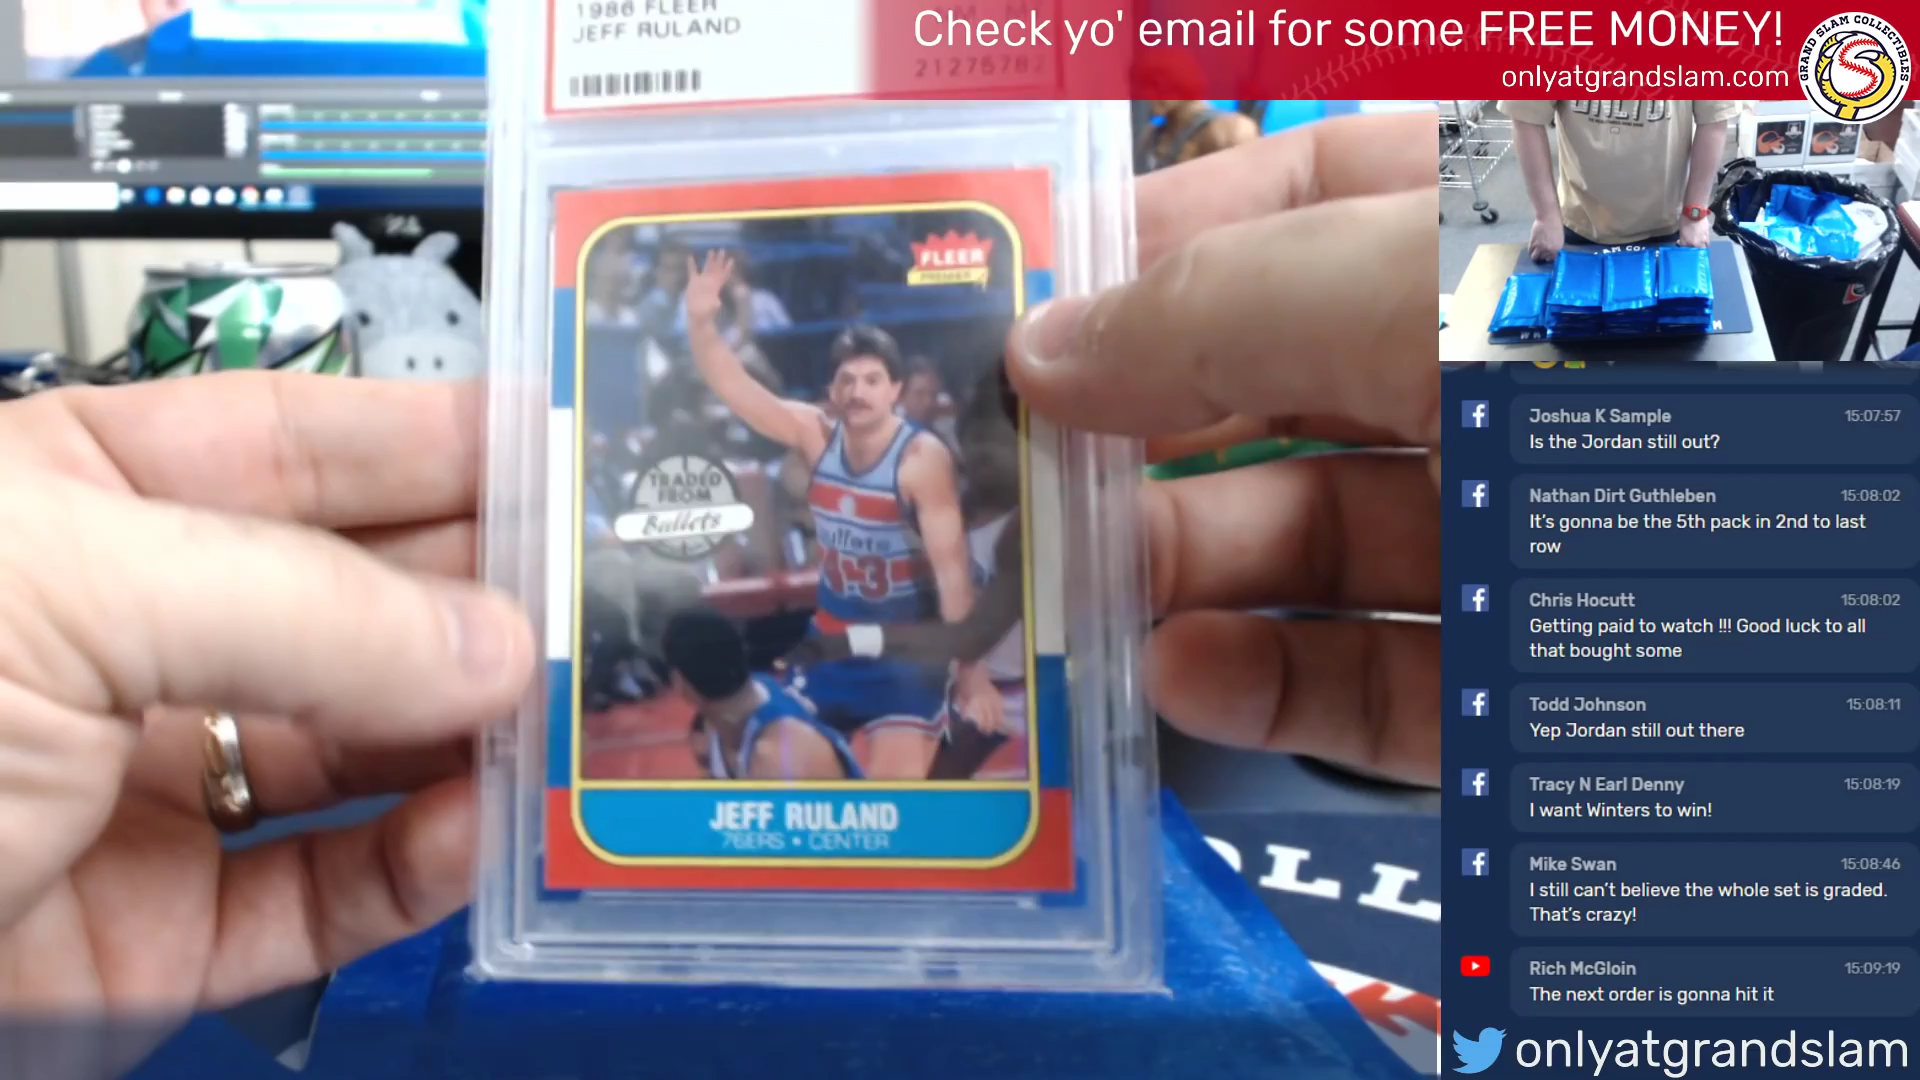 1986 FLEER
JEFF RULAND
Check yo' email for some FREE MONEY!
onlyatgrandslam.com
GRAND SLAM COLLECTIBLES
FLEER
PREMIER
TRADED
FROM
Bullets
43
JEFF RULAND
76ERS • CENTER
OLL
Joshua K Sample 15:07:57
Is the Jordan still out?
Nathan Dirt Guthleben 15:08:02
It's gonna be the 5th pack in 2nd to last
row
Chris Hocutt 15:08:02
Getting paid to watch !!! Good luck to all
that bought some
Todd Johnson 15:08:11
Yep Jordan still out there
Tracy N Earl Denny 15:08:19
I want Winters to win!
Mike Swan 15:08:46
I still can't believe the whole set is graded.
That's crazy!
Rich McGloin 15:09:19
The next order is gonna hit it
onlyatgrandslam